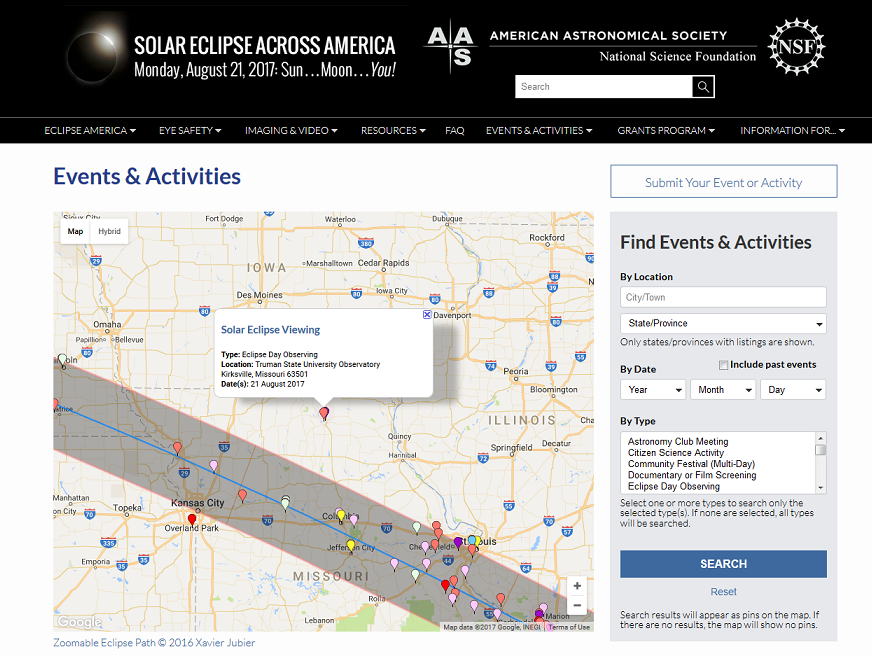 SOLAR ECLIPSE ACROSS AMERICA
Monday, August 21, 2017: Sun...Moon...You!
AMERICAN ASTRONOMICAL SOCIETY
National Science Foundation
AAS
NSF
Search
ECLIPSE AMERICA
EYE SAFETY
IMAGING & VIDEO
RESOURCES
FAQ
EVENTS & ACTIVITIES
GRANTS PROGRAM
INFORMATION FOR...
Events & Activities
Submit Your Event or Activity
Map
Hybrid
Sioux City
Fort Dodge
Waterloo
Dubuque
Rockford
IOWA
Marshalltown
Cedar Rapids
Des Moines
Iowa City
Davenport
Omaha
Papillion
Bellevue
Solar Eclipse Viewing
Type: Eclipse Day Observing
Location: Truman State University Observatory
Kirksville, Missouri 63501
Date(s): 21 August 2017
Peoria
Bloomington
ILLINOIS
Quincy
Hannibal
Springfield
Decatur
Manhattan
Topeka
Kansas City
Overland Park
Emporia
Jefferson City
MISSOURI
Rolla
Lebanon
Marion
Google
Map data ©2017 Google, INEGI
Terms of Use
Zoomable Eclipse Path © 2016 Xavier Jubier
Find Events & Activities
By Location
City/Town
State/Province
Only states/provinces with listings are shown.
By Date
Include past events
Year
Month
Day
By Type
Astronomy Club Meeting
Citizen Science Activity
Community Festival (Multi-Day)
Documentary or Film Screening
Eclipse Day Observing
Select one or more types to search only the
selected type(s). If none are selected, all types
will be searched.
SEARCH
Reset
Search results will appear as pins on the map. If
there are no results, the map will show no pins.